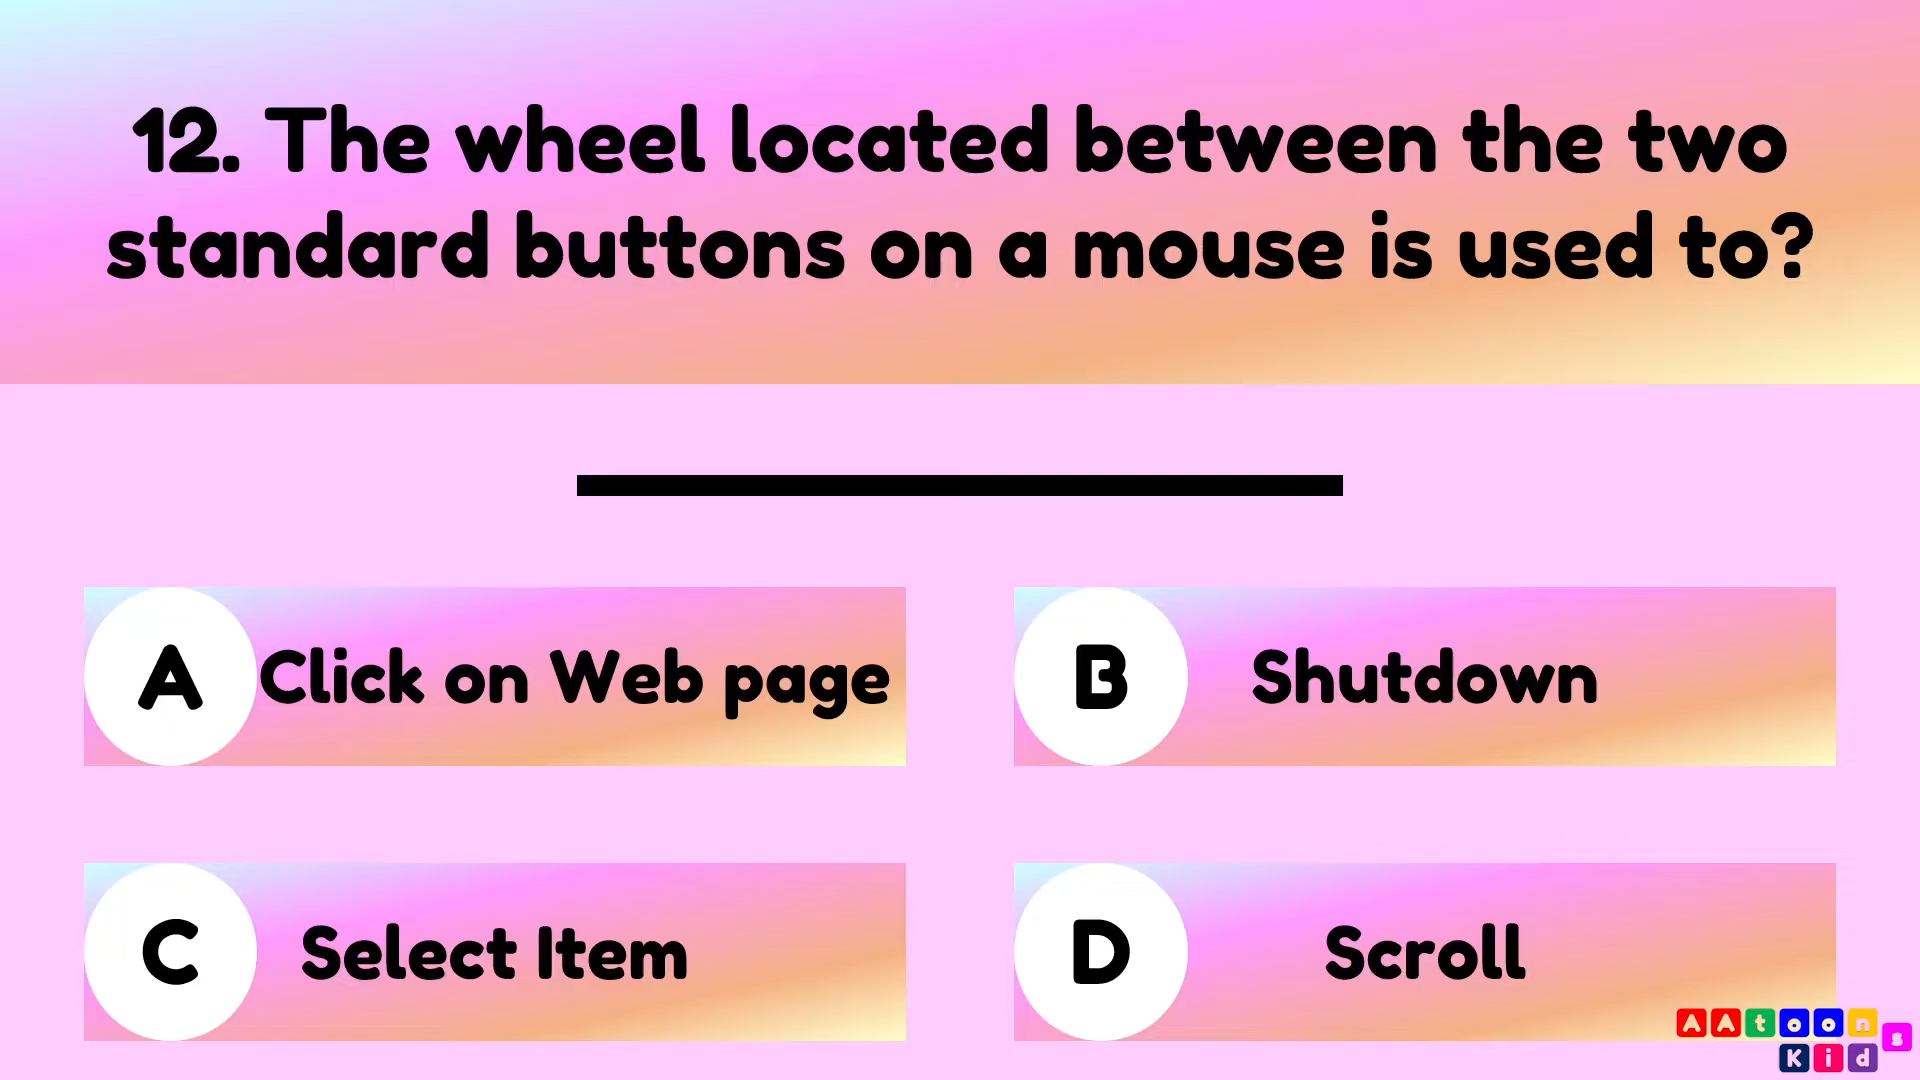 12. The wheel located between the two
standard buttons on a mouse is used to?
A Click on Web page
B Shutdown
C Select Item
D Scroll
AAtoons
Kid